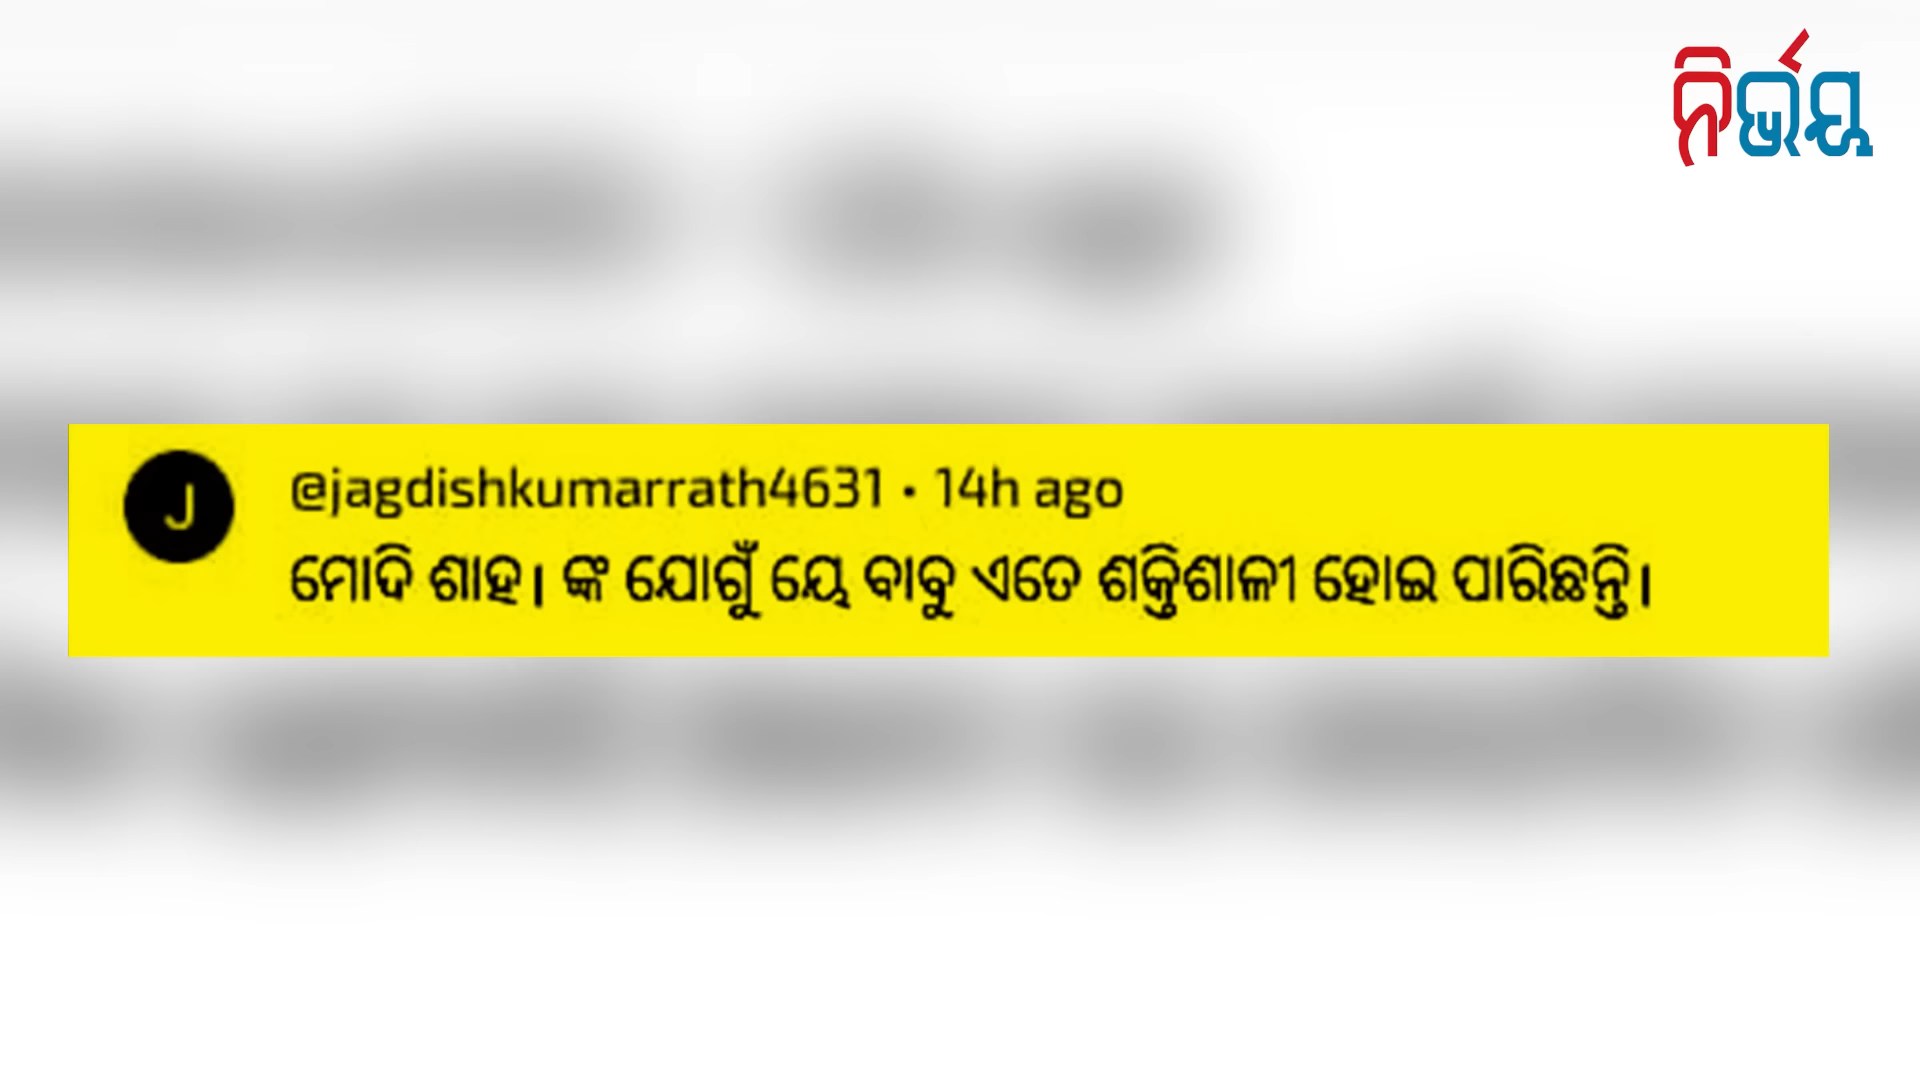 ନିର୍ଭୟ
J
@jagdishkumarrath4631 • 14h ago
ମୋଦି ଶାହ। ଙ୍କ ଯୋଗୁଁ ୟେ ବାବୁ ଏତେ ଶକ୍ତିଶାଳୀ ହୋଇ ପାରିଛନ୍ତି।